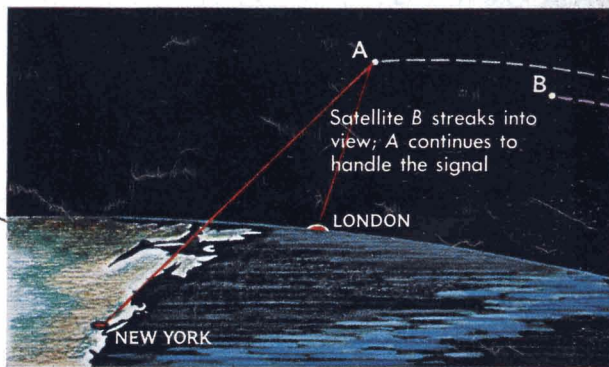 A
B
Satellite B streaks into
view; A continues to
handle the signal
LONDON
NEW YORK